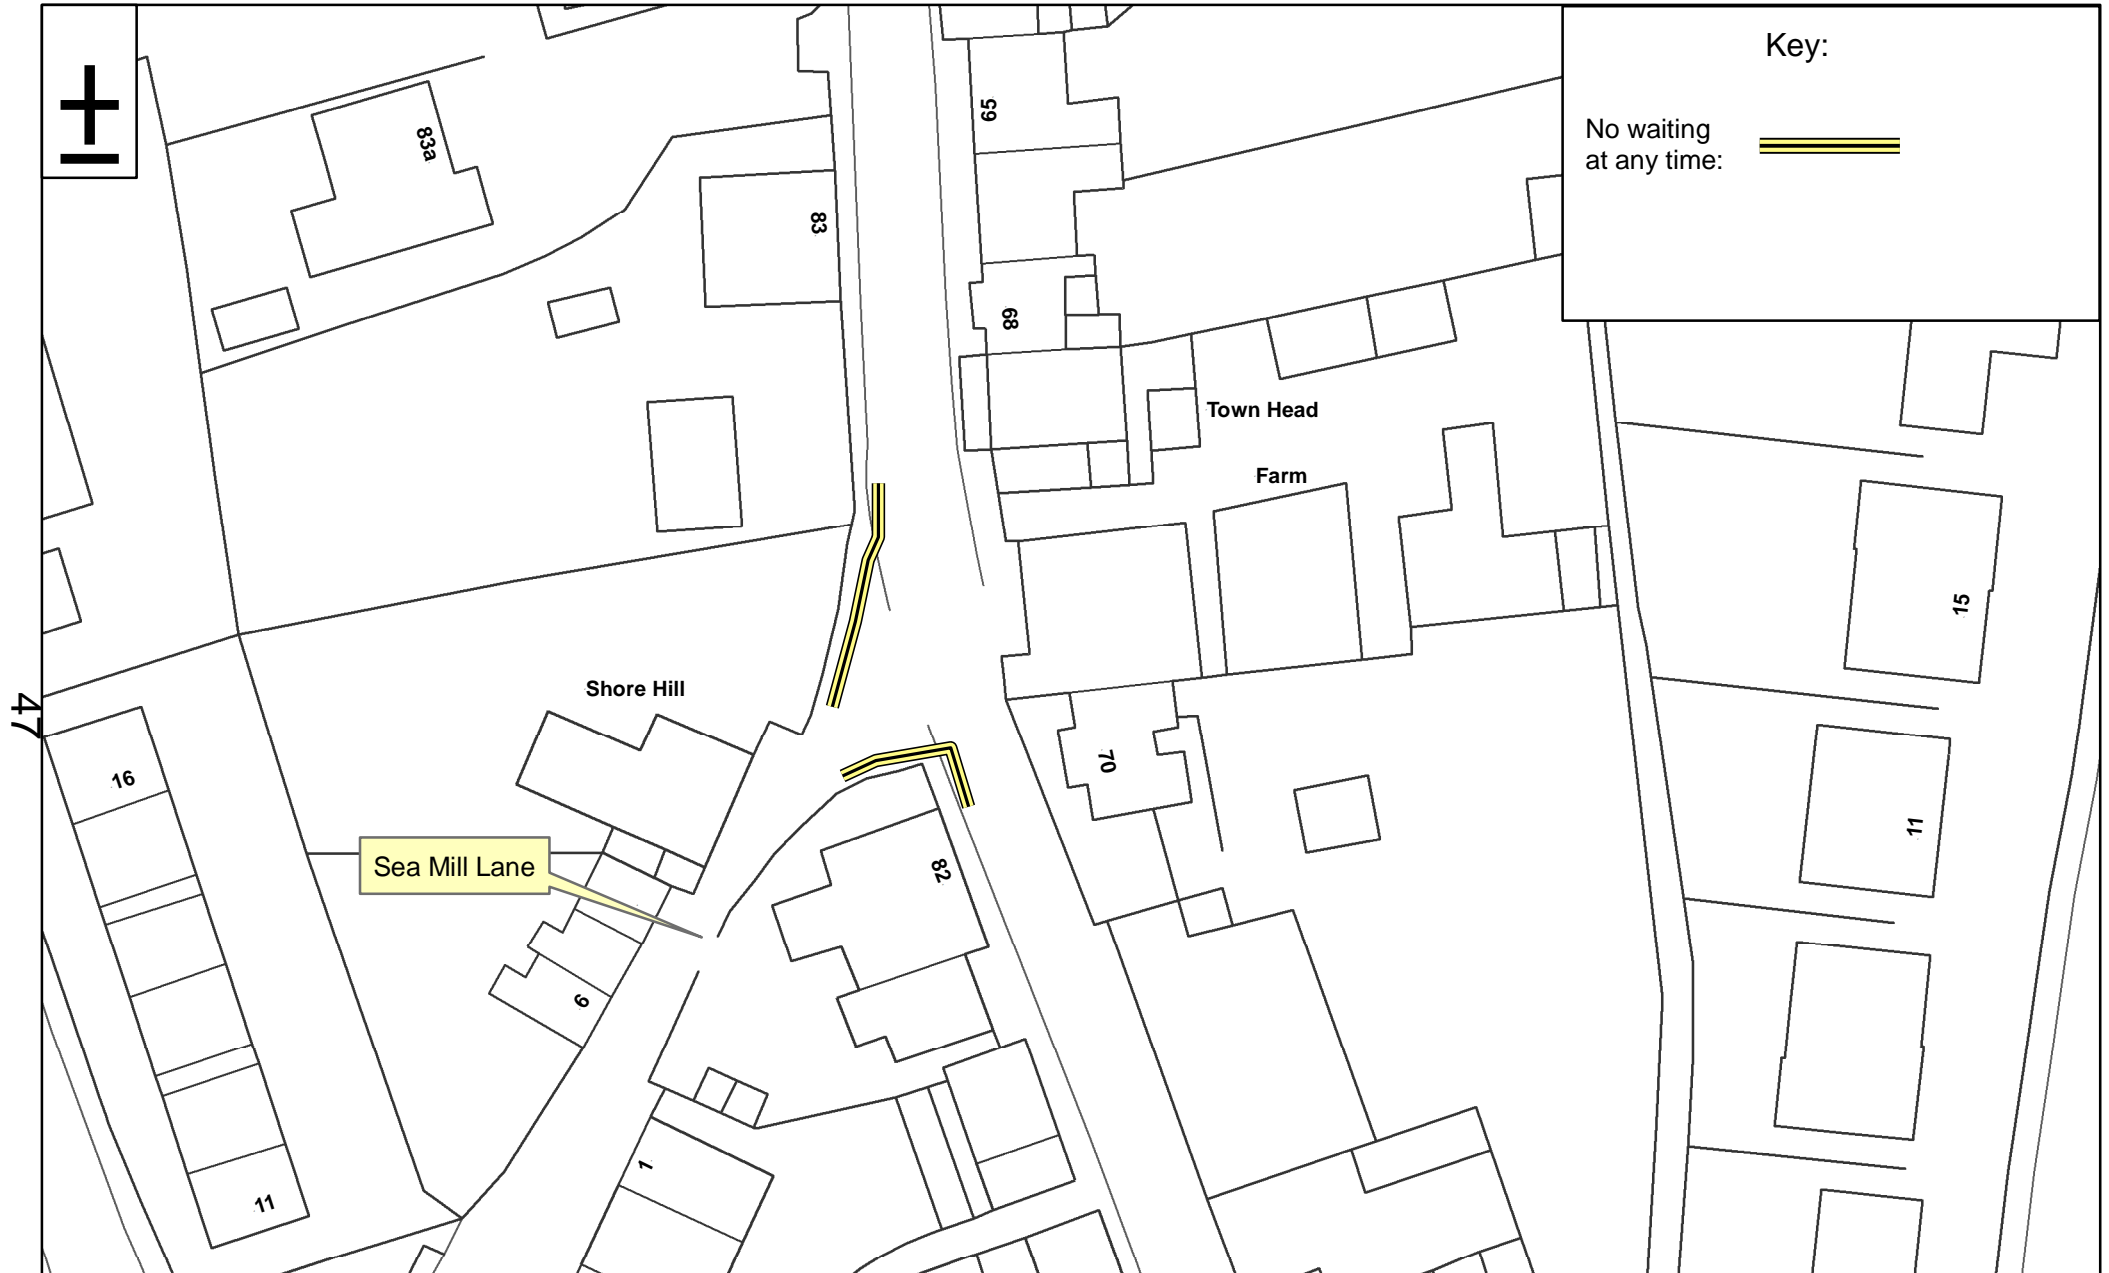 Key:
No waiting
at any time:
83a
65
83
68
Town Head
Farm
15
Shore Hill
47
16
70
11
Sea Mill Lane
82
6
1
11